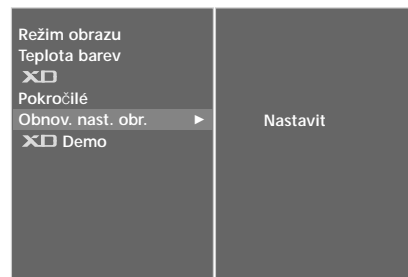 Režim obrazu
Teplota barev
XD
Pokročilé
Obnov. nast. obr. ►
XD Demo
Nastavit